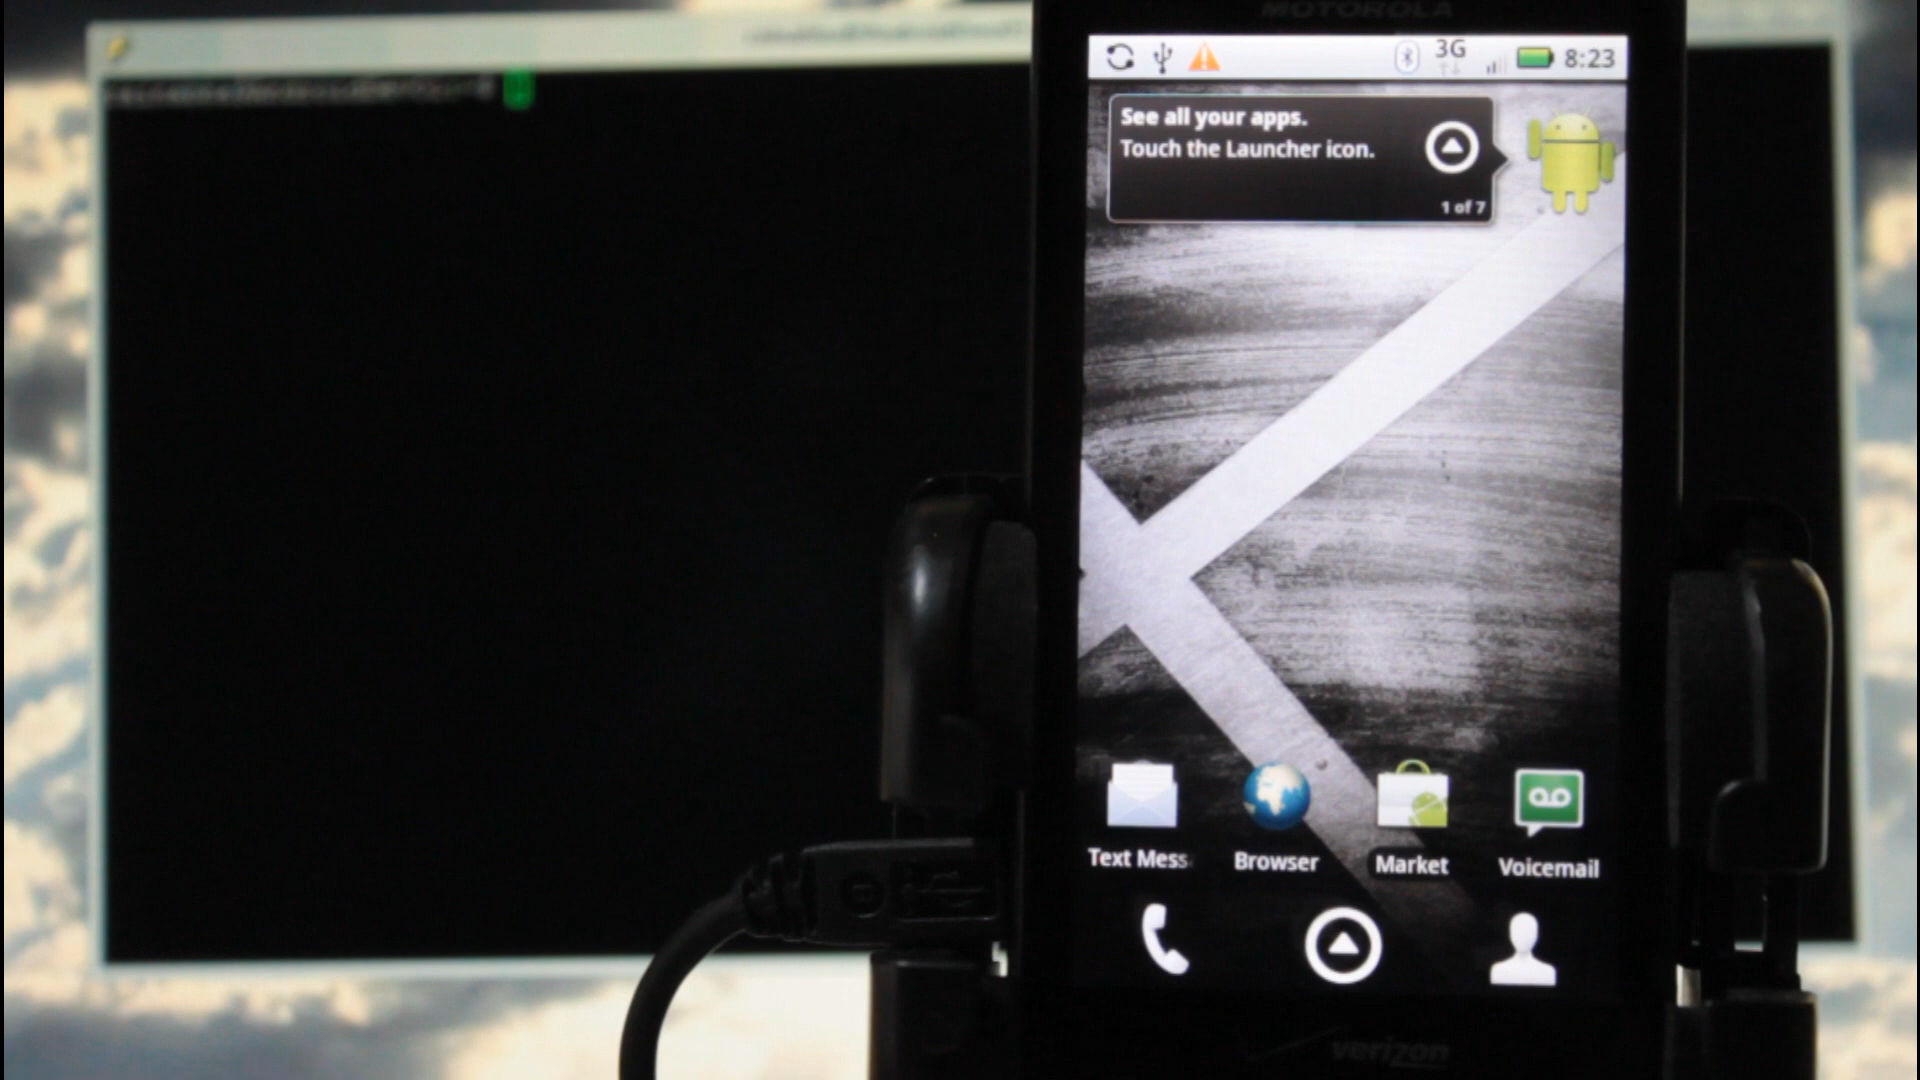 MOTOROLA
3G
8:23
See all your apps.
Touch the Launcher icon.
1 of 7
Text Mess
Browser
Market
Voicemail
verizon